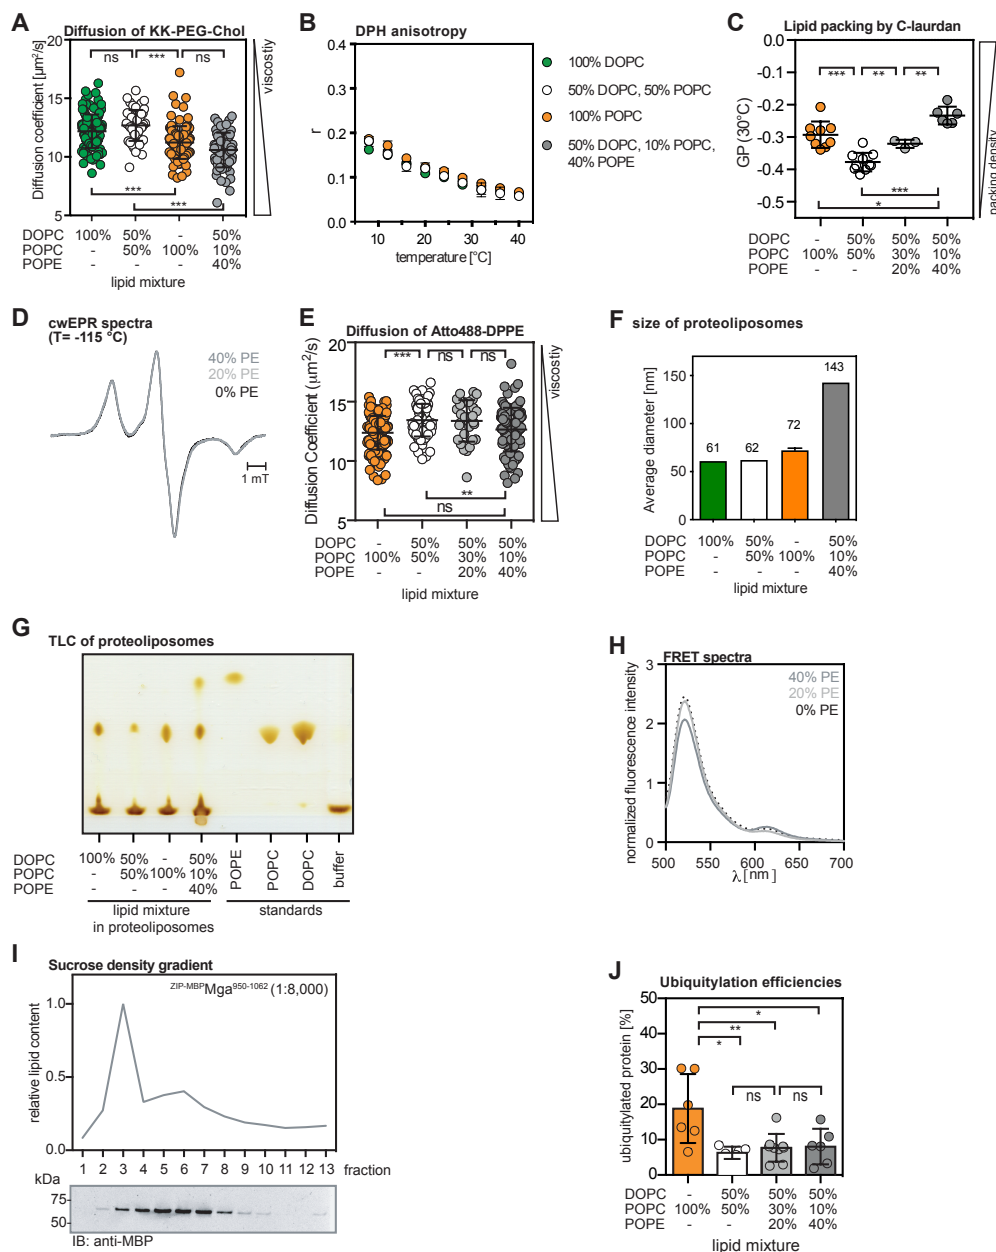 A
Diffusion of KK-PEG-Chol
Diffusion coefficient [µm²/s]
20
15
10
5
ns
***
ns
***
***
viscostiy
DOPC 100% 50% - 50%
POPC - 50% 100% 10%
POPE - - - 40%
lipid mixture
B
DPH anisotropy
r
0.4
0.3
0.2
0.1
0.0
10 20 30 40
temperature [°C]
100% DOPC
50% DOPC, 50% POPC
100% POPC
50% DOPC, 10% POPC,
40% POPE
C
Lipid packing by C-laurdan
GP (30°C)
0.0
-0.1
-0.2
-0.3
-0.4
-0.5
***
**
**
***
*
packing density
DOPC - 50% 50% 50%
POPC 100% 50% 30% 10%
POPE - - 20% 40%
D
cwEPR spectra
(T= -115 °C)
40% PE
20% PE
0% PE
1 mT
E
Diffusion of Atto488-DPPE
Diffusion Coefficient (µm²/s)
20
15
10
5
***
ns
ns
**
ns
viscostiy
DOPC - 50% 50% 50%
POPC 100% 50% 30% 10%
POPE - - 20% 40%
lipid mixture
F
size of proteoliposomes
Average diameter [nm]
150
100
50
0
61
62
72
143
DOPC 100% 50% - 50%
POPC - 50% 100% 10%
POPE - - - 40%
lipid mixture
G
TLC of proteoliposomes
DOPC 100% 50% - 50%
POPC - 50% 100% 10%
POPE - - - 40%
POPE
POPC
DOPC
buffer
lipid mixture
in proteoliposomes
standards
H
FRET spectra
normalized fluorescence intensity
3
2
1
0
40% PE
20% PE
0% PE
500 550 600 650 700
λ[nm]
I
Sucrose density gradient
ZIP-MBPMga950-1062 (1:8,000)
relative lipid content
1.0
0.5
0.0
1 2 3 4 5 6 7 8 9 10 11 12 13 fraction
kDa
75
50
IB: anti-MBP
J
Ubiquitylation efficiencies
ubiquitylated protein [%]
50
40
30
20
10
0
*
**
*
ns
ns
DOPC - 50% 50% 50%
POPC 100% 50% 30% 10%
POPE - - 20% 40%
lipid mixture